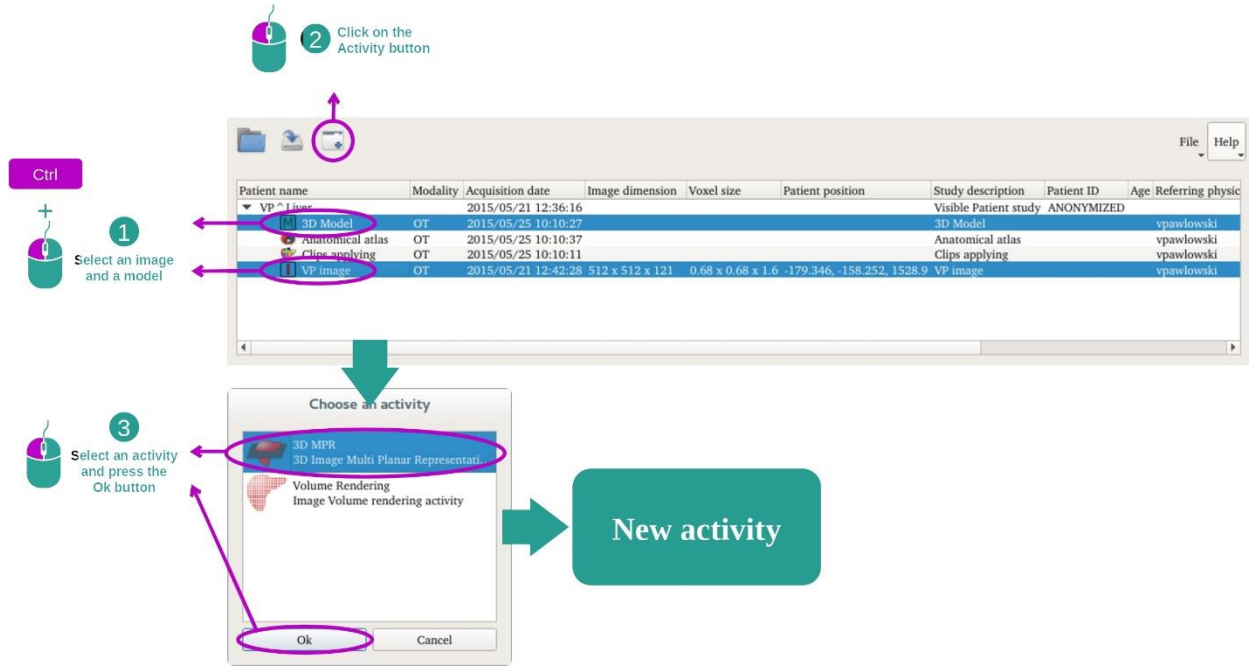 2
Click on the
Activity button
File
Help
Ctrl
+
1
Select an image
and a model
Patient name Modality Acquisition date Image dimension Voxel size Patient position Study description Patient ID Age Referring physic
VP ^ Liver 2015/05/21 12:36:16 Visible Patient study ANONYMIZED
M 3D Model OT 2015/05/25 10:10:27 3D Model vpawlowski
Anatomical atlas OT 2015/05/25 10:10:37 Anatomical atlas vpawlowski
Clips applying OT 2015/05/25 10:10:11 Clips applying vpawlowski
I VP image OT 2015/05/21 12:42:28 512 x 512 x 121 0.68 x 0.68 x 1.6 -179.346, -158.252, 1528.9 VP image vpawlowski
Choose an activity
3
Select an activity
and press the
Ok button
3D MPR
3D Image Multi Planar Representati..
Volume Rendering
Image Volume rendering activity
Ok
Cancel
New activity